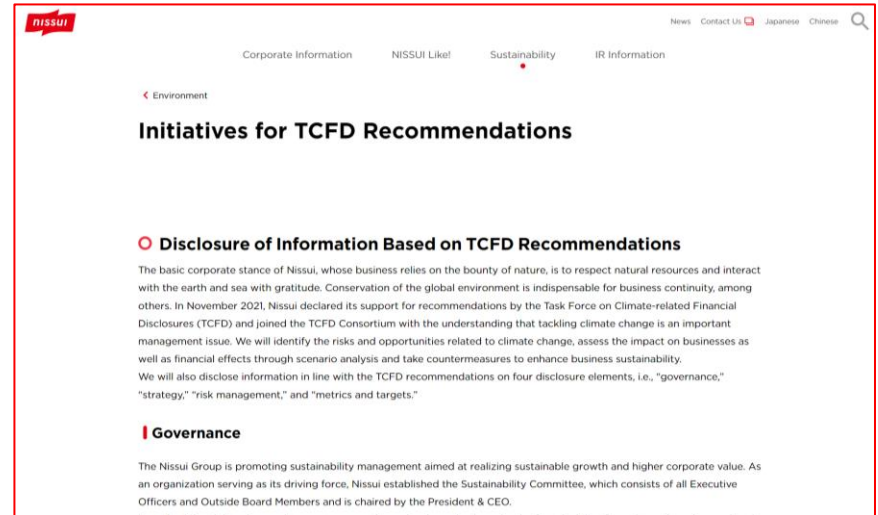 nissui
News Contact Us Japanese Chinese
Corporate Information NISSUI Like! Sustainability IR Information
Environment
Initiatives for TCFD Recommendations
Disclosure of Information Based on TCFD Recommendations
The basic corporate stance of Nissui, whose business relies on the bounty of nature, is to respect natural resources and interact
with the earth and sea with gratitude. Conservation of the global environment is indispensable for business continuity, among
others. In November 2021, Nissui declared its support for recommendations by the Task Force on Climate-related Financial
Disclosures (TCFD) and joined the TCFD Consortium with the understanding that tackling climate change is an important
management issue. We will identify the risks and opportunities related to climate change, assess the impact on businesses as
well as financial effects through scenario analysis and take countermeasures to enhance business sustainability.
We will also disclose information in line with the TCFD recommendations on four disclosure elements, i.e., "governance,"
"strategy," "risk management," and "metrics and targets."
Governance
The Nissui Group is promoting sustainability management aimed at realizing sustainable growth and higher corporate value. As
an organization serving as its driving force, Nissui established the Sustainability Committee, which consists of all Executive
Officers and Outside Board Members and is chaired by the President & CEO.